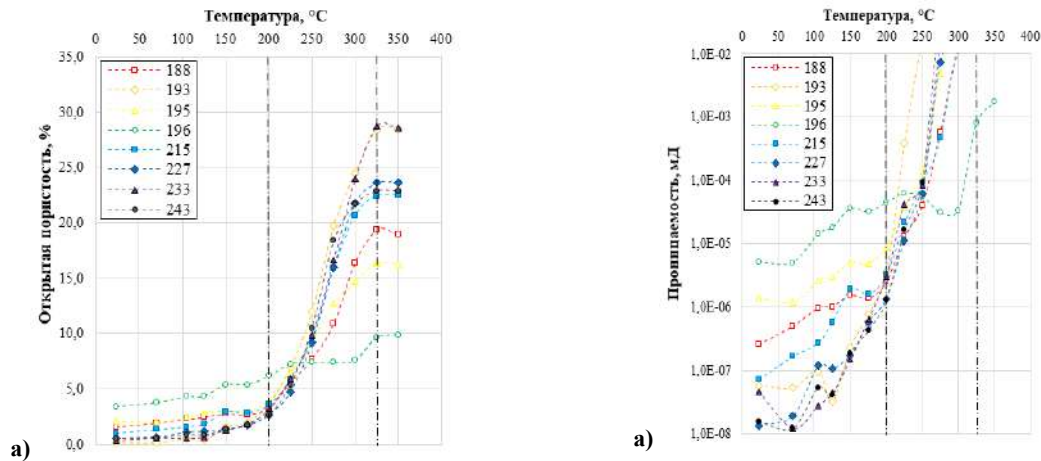 Температура, °C
0 50 100 150 200 250 300 350 400
35,0
30,0
25,0
20,0
15,0
10,0
5,0
0,0
Открытая пористость, %
188
193
195
196
215
227
233
243
а)
Температура, °C
0 50 100 150 200 250 300 350 400
1,0E-02
1,0E-03
1,0E-04
1,0E-05
1,0E-06
1,0E-07
1,0E-08
Проницаемость, мД
188
193
195
196
215
227
233
243
а)